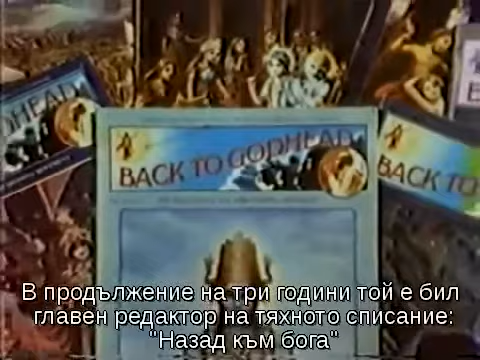 DHEAD
BACK TO GODHEAD
BACK TO
B
В продължение на три години той е бил
главен редактор на тяхното списание:
"Назад към бога"